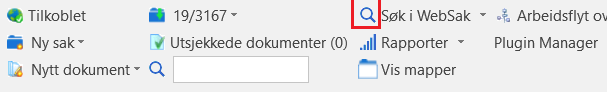 Tilkoblet 19/3167 Søk i WebSak Arbeidsflyt ov
Ny sak Utsjekkede dokumenter (0) Rapporter Plugin Manager
Nytt dokument Vis mapper